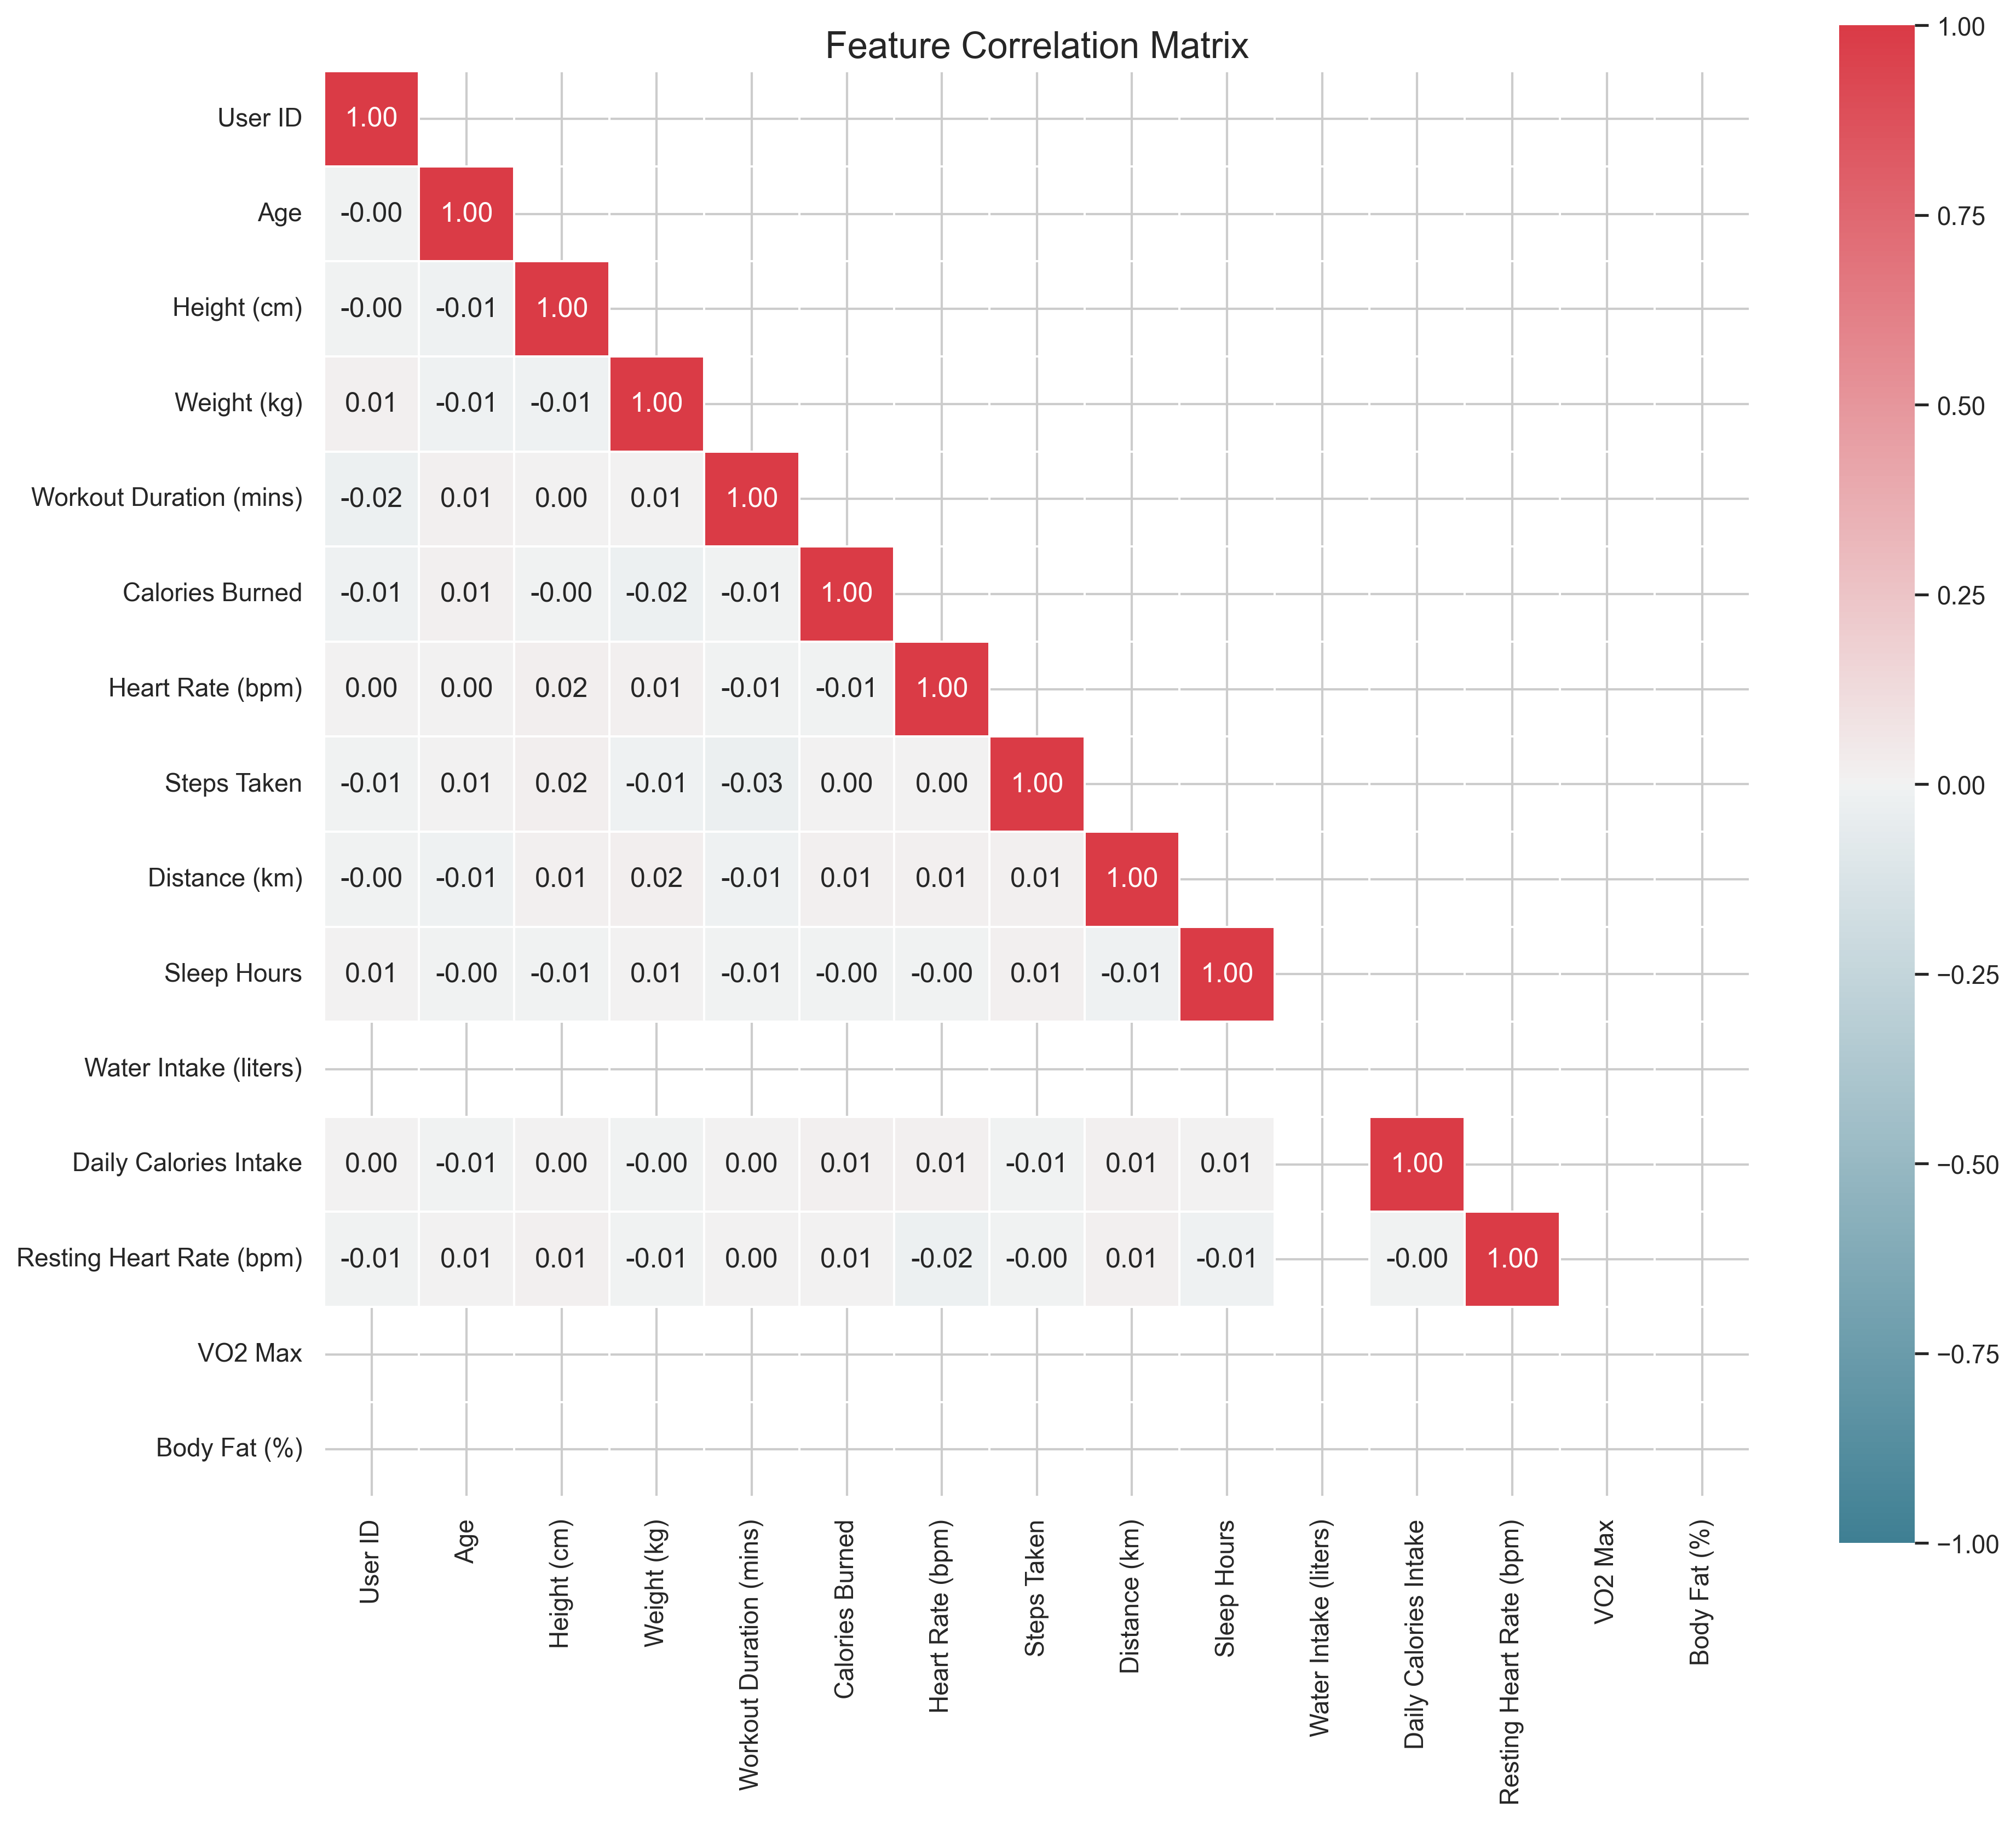 Feature Correlation Matrix
User ID 1.00
Age -0.00 1.00
Height (cm) -0.00 -0.01 1.00
Weight (kg) 0.01 -0.01 -0.01 1.00
Workout Duration (mins) -0.02 0.01 0.00 0.01 1.00
Calories Burned -0.01 0.01 -0.00 -0.02 -0.01 1.00
Heart Rate (bpm) 0.00 0.00 0.02 0.01 -0.01 -0.01 1.00
Steps Taken -0.01 0.01 0.02 -0.01 -0.03 0.00 0.00 1.00
Distance (km) -0.00 -0.01 0.01 0.02 -0.01 0.01 0.01 0.01 1.00
Sleep Hours 0.01 -0.00 -0.01 0.01 -0.01 -0.00 -0.00 0.01 -0.01 1.00
Water Intake (liters)
Daily Calories Intake 0.00 -0.01 0.00 -0.00 0.00 0.01 0.01 -0.01 0.01 0.01 1.00
Resting Heart Rate (bpm) -0.01 0.01 0.01 -0.01 0.00 0.01 -0.02 -0.00 0.01 -0.01 -0.00 1.00
VO2 Max
Body Fat (%)
User ID
Age
Height (cm)
Weight (kg)
Workout Duration (mins)
Calories Burned
Heart Rate (bpm)
Steps Taken
Distance (km)
Sleep Hours
Water Intake (liters)
Daily Calories Intake
Resting Heart Rate (bpm)
VO2 Max
Body Fat (%)
1.00
0.75
0.50
0.25
0.00
−0.25
−0.50
−0.75
−1.00